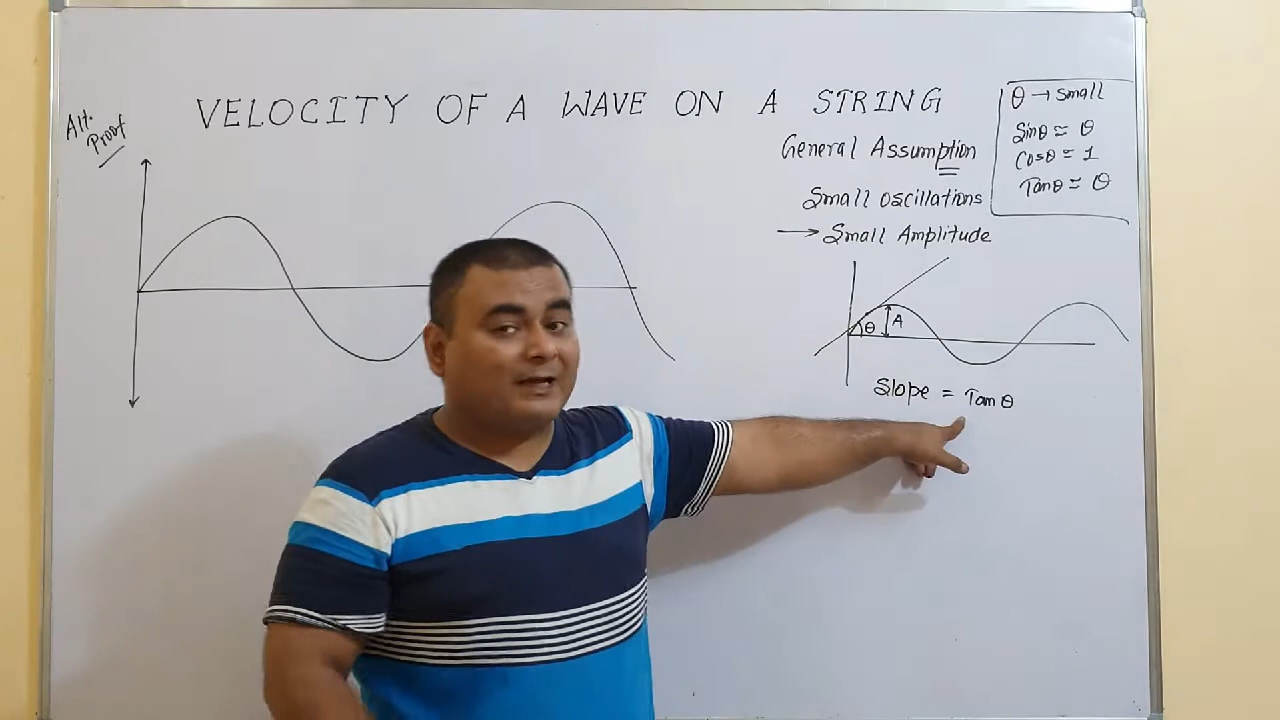 Alt.
Proof
VELOCITY OF A WAVE ON A STRING
General Assumption
Small oscillations
→ Small Amplitude
θ → small
Sinθ ≃ θ
Cosθ ≃ 1
Tanθ ≃ θ
θ
A
Slope = Tan θ